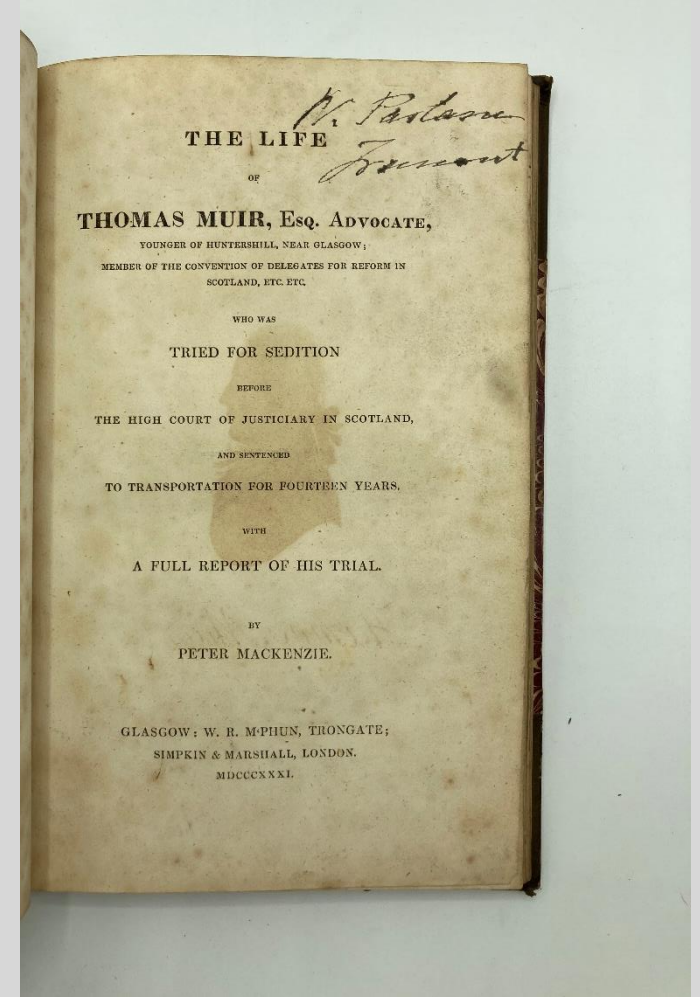 W.
Tremont
THE LIFE
OF
THOMAS MUIR, ESQ. ADVOCATE,
YOUNGER OF HUNTERSHILL, NEAR GLASGOW;
MEMBER OF THE CONVENTION OF DELEGATES FOR REFORM IN
SCOTLAND, ETC. ETC.
WHO WAS
TRIED FOR SEDITION
BEFORE
THE HIGH COURT OF JUSTICIARY IN SCOTLAND,
AND SENTENCED
TO TRANSPORTATION FOR FOURTEEN YEARS.
WITH
A FULL REPORT OF HIS TRIAL.
BY
PETER MACKENZIE.
GLASGOW: W. R. M'PHUN, TRONGATE;
SIMPKIN & MARSHALL, LONDON.
MDCCCXXXI.